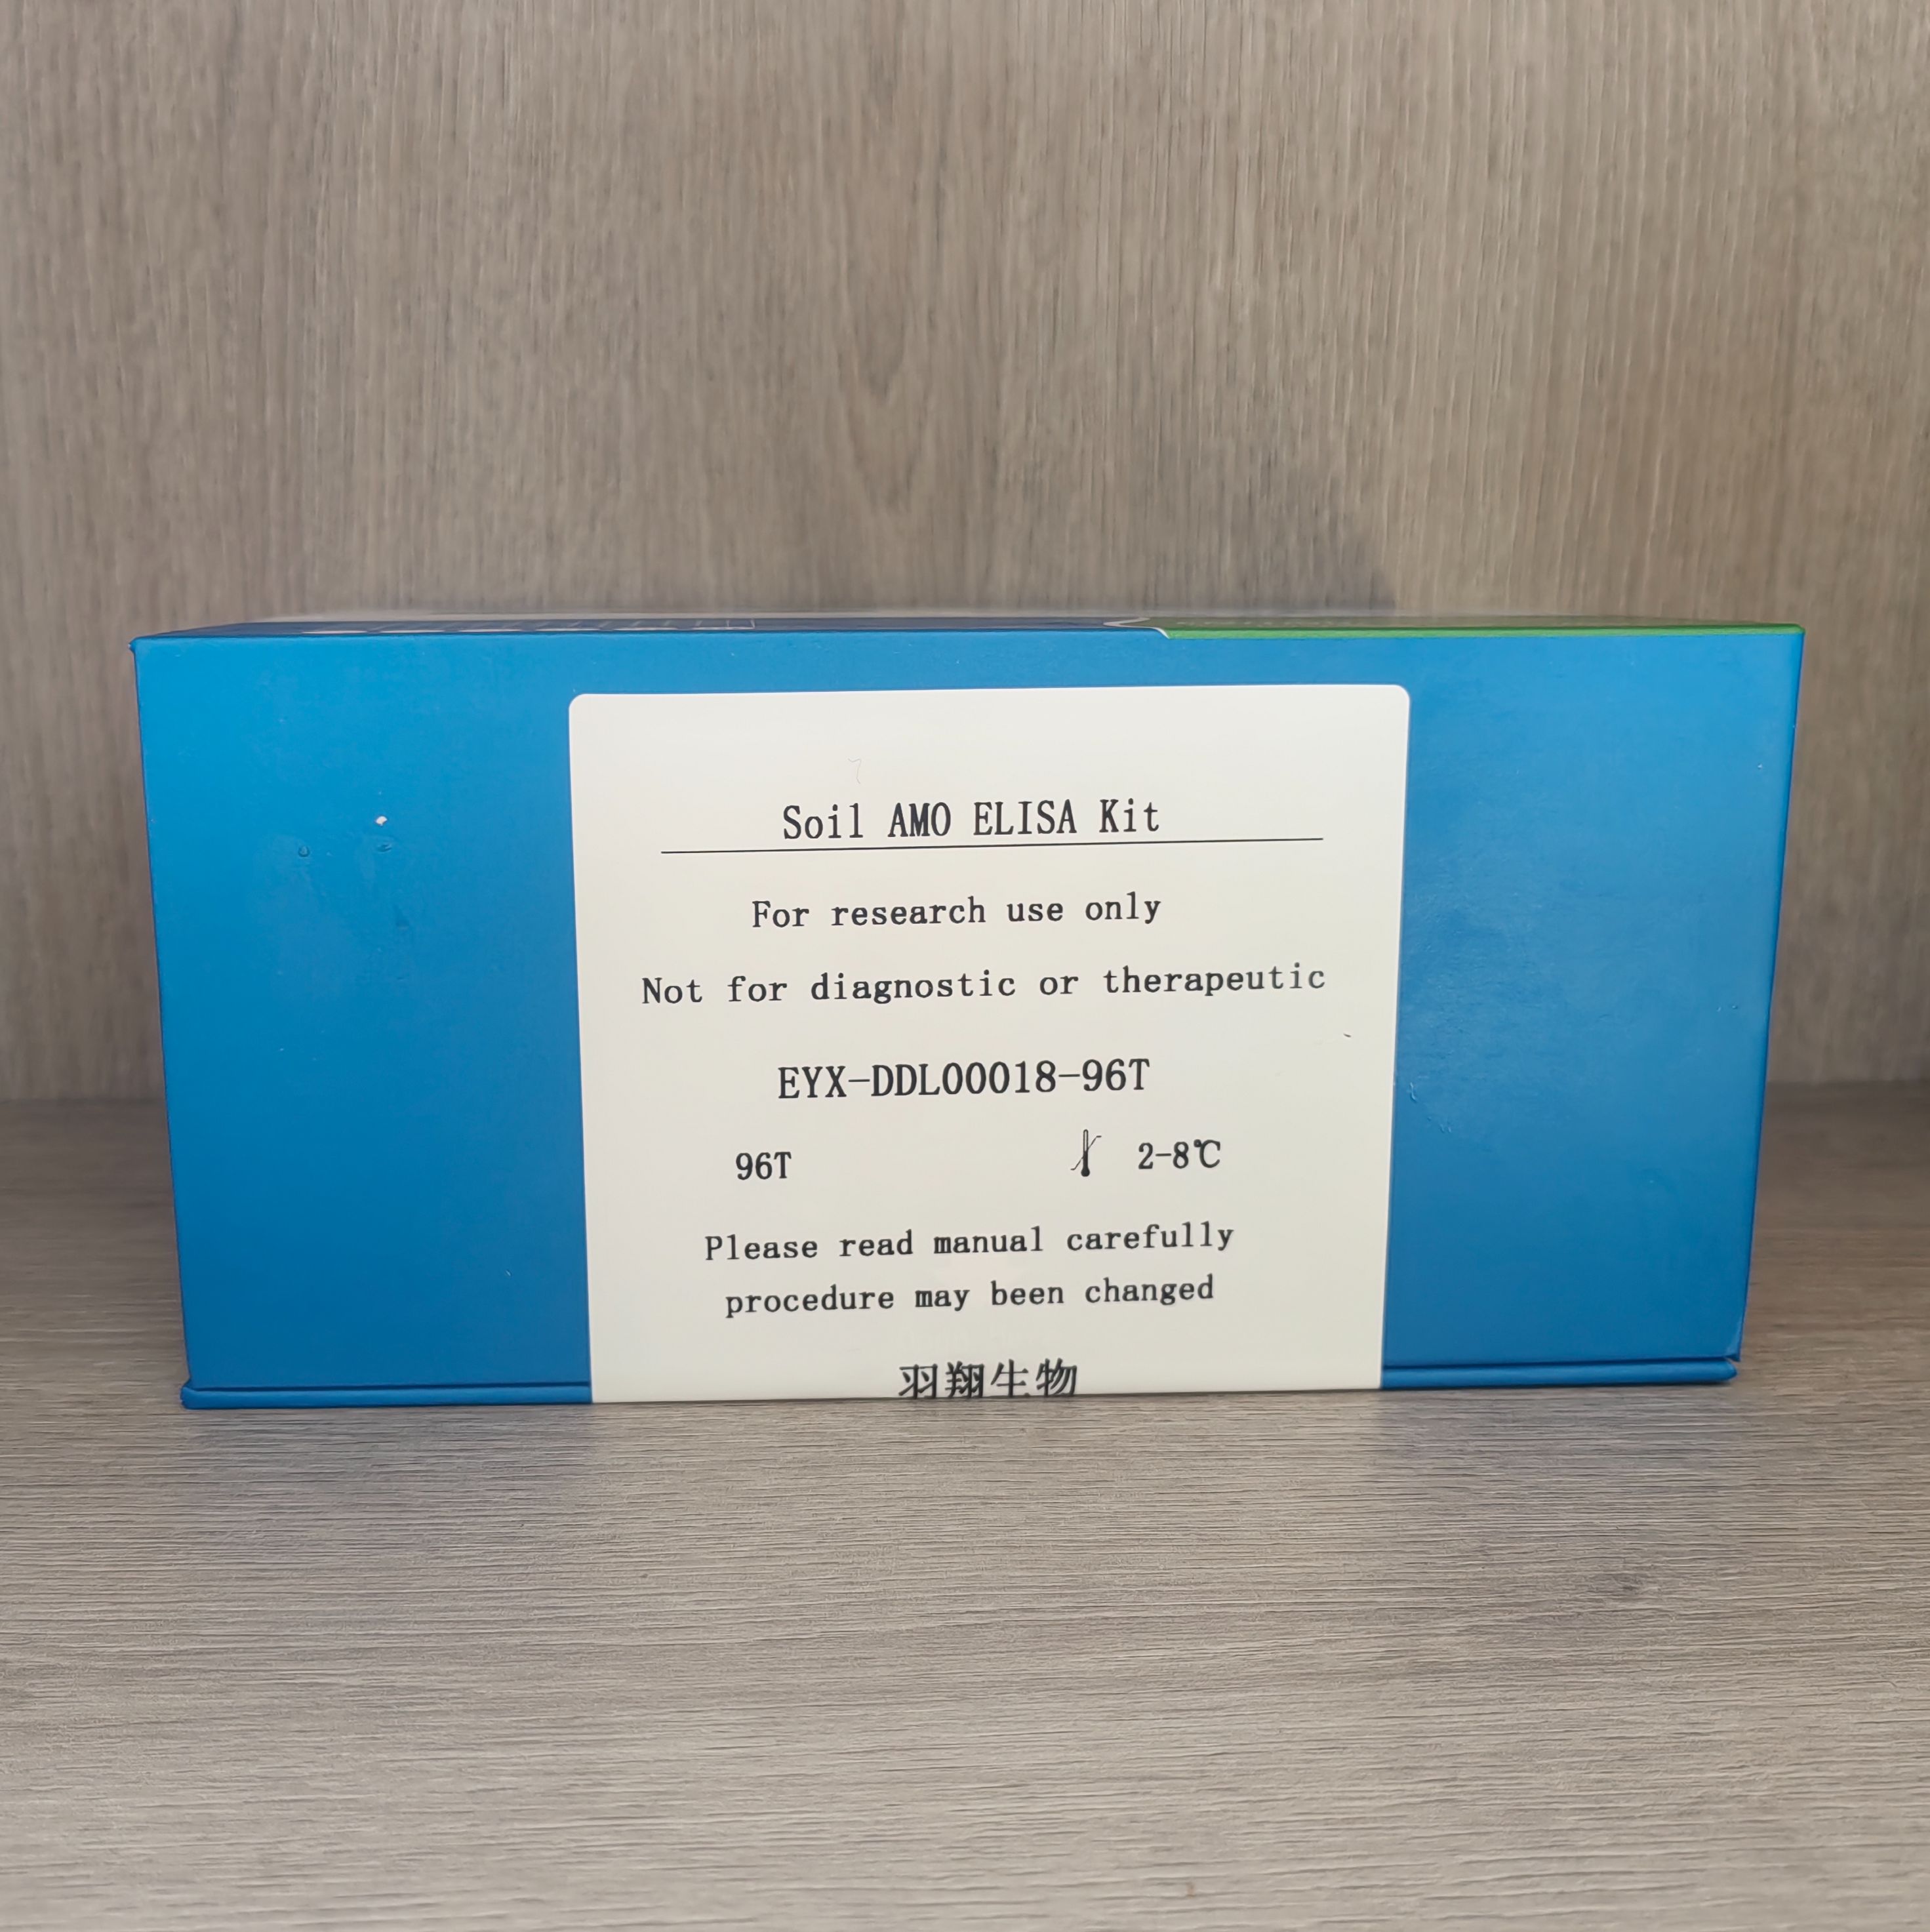 Soil AMO ELISA Kit
For research use only
Not for diagnostic or therapeutic
EYX-DDL00018-96T
96T 2-8℃
Please read manual carefully
procedure may been changed
羽翔生物